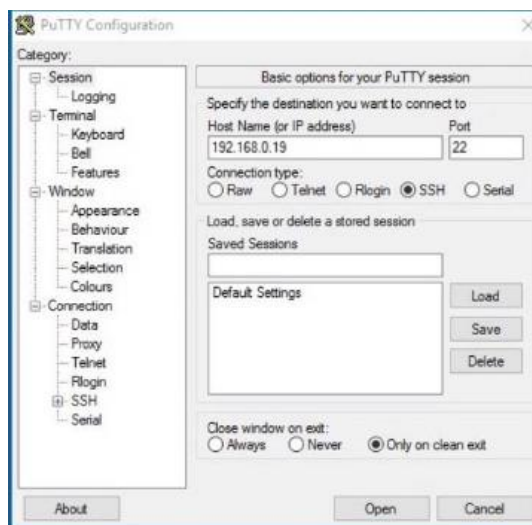 PuTTY Configuration
Category:
Session
Logging
Terminal
Keyboard
Bell
Features
Window
Appearance
Behaviour
Translation
Selection
Colours
Connection
Data
Proxy
Telnet
Rlogin
SSH
Serial
Basic options for your PuTTY session
Specify the destination you want to connect to
Host Name (or IP address) Port
192.168.0.19 22
Connection type:
Raw Telnet Rlogin SSH Serial
Load, save or delete a stored session
Saved Sessions
Default Settings
Load
Save
Delete
Close window on exit:
Always Never Only on clean exit
About Open Cancel